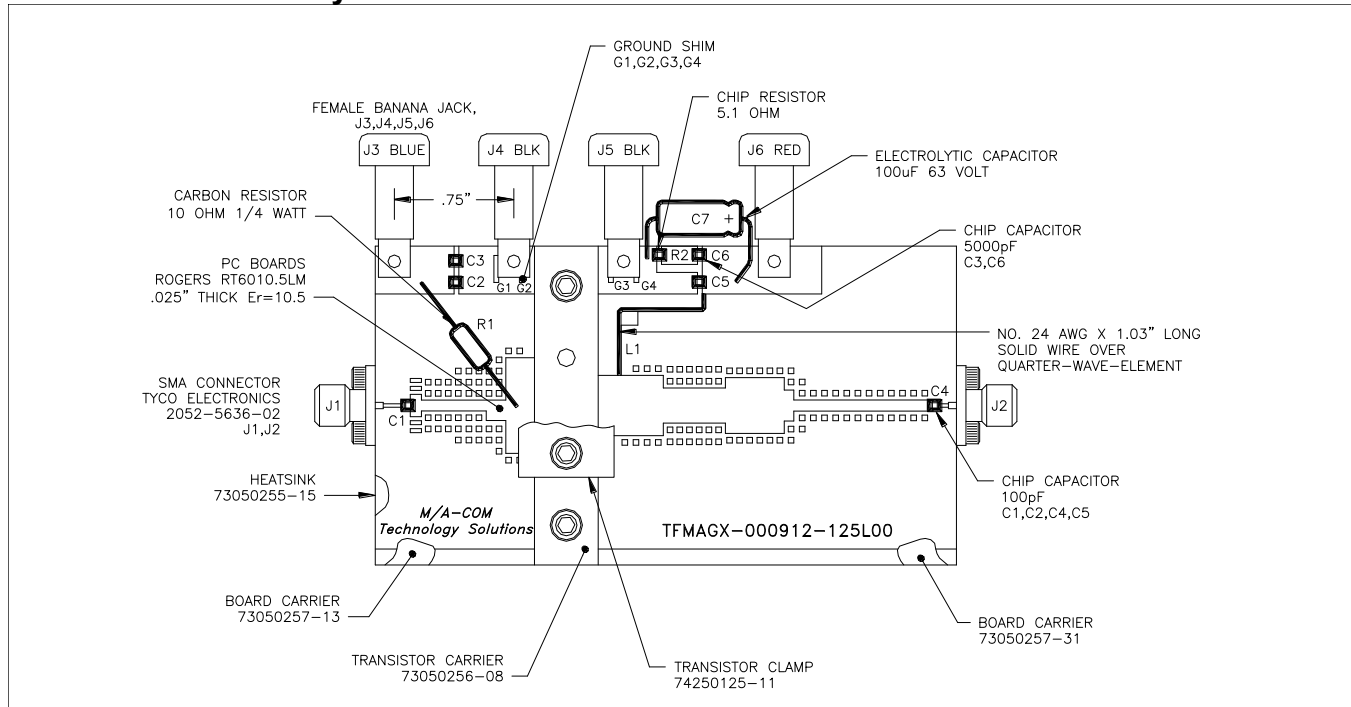 GROUND SHIM
G1,G2,G3,G4
CHIP RESISTOR
5.1 OHM
FEMALE BANANA JACK,
J3,J4,J5,J6
J3 BLUE
J4 BLK
J5 BLK
J6 RED
ELECTROLYTIC CAPACITOR
100uF 63 VOLT
CARBON RESISTOR
10 OHM 1/4 WATT
.75"
C7 +
CHIP CAPACITOR
5000pF
C3,C6
PC BOARDS
ROGERS RT6010.5LM
.025" THICK Er=10.5
C3
C2
G1 G2
G3 G4
R2
C6
C5
R1
L1
NO. 24 AWG X 1.03" LONG
SOLID WIRE OVER
QUARTER-WAVE-ELEMENT
SMA CONNECTOR
TYCO ELECTRONICS
2052-5636-02
J1,J2
J1
C1
C4
J2
HEATSINK
73050255-15
CHIP CAPACITOR
100pF
C1,C2,C4,C5
M/A-COM
Technology Solutions
TFMAGX-000912-125L00
BOARD CARRIER
73050257-13
BOARD CARRIER
73050257-31
TRANSISTOR CARRIER
73050256-08
TRANSISTOR CLAMP
74250125-11